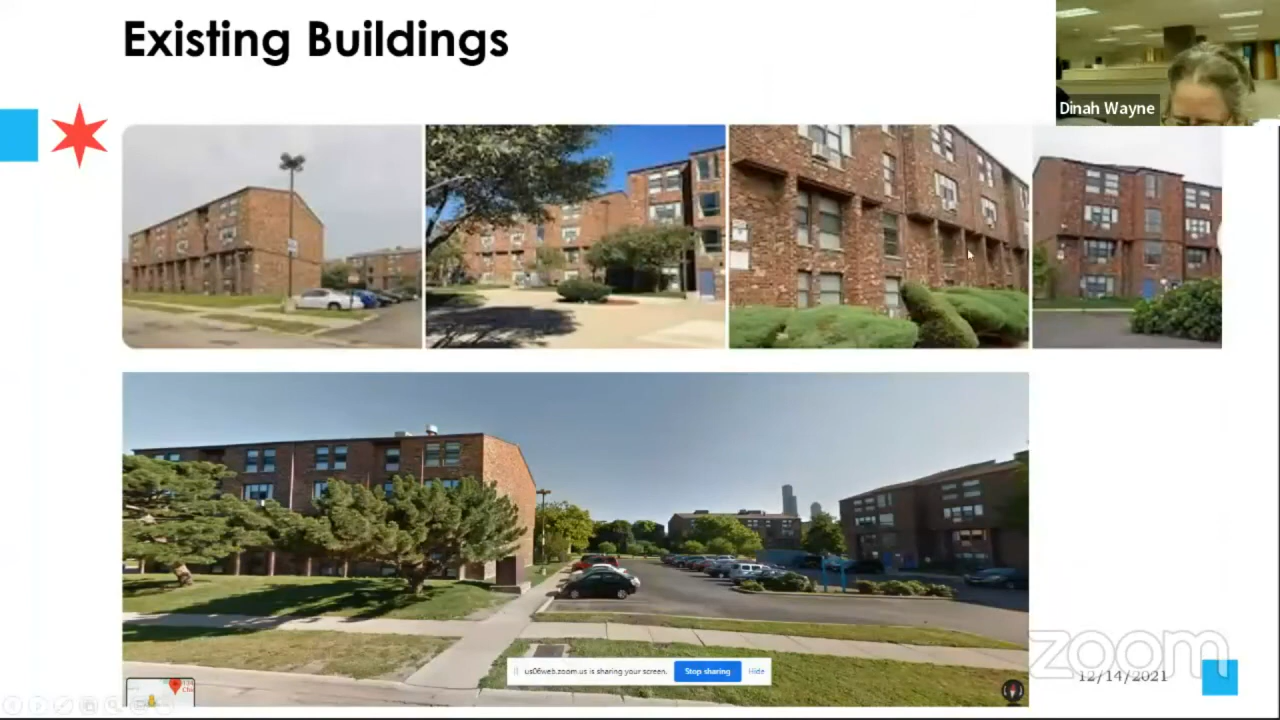 Existing Buildings
Dinah Wayne
us06web.zoom.us is sharing your screen.
Stop sharing
Hide
zoom
12/14/2021